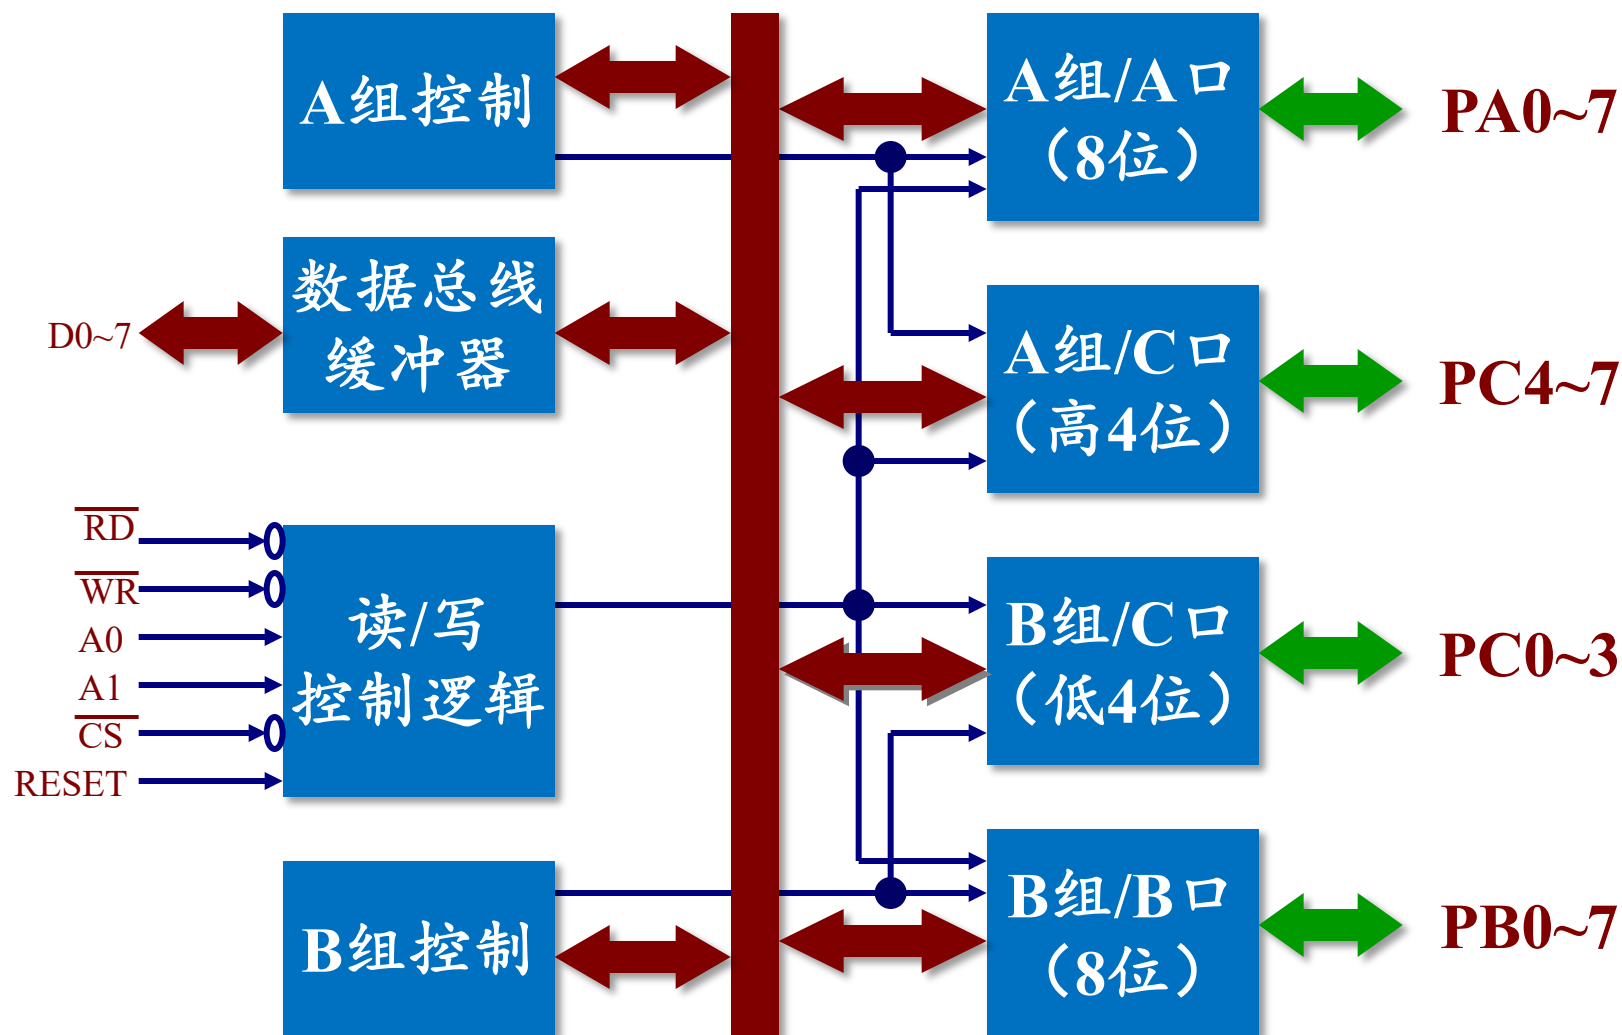 A组控制
A组/A口
（8位）
PA0~7
D0~7
数据总线
缓冲器
A组/C口
（高4位）
PC4~7
RD
WR
A0
A1
CS
RESET
读/写
控制逻辑
B组/C口
（低4位）
PC0~3
B组控制
B组/B口
（8位）
PB0~7